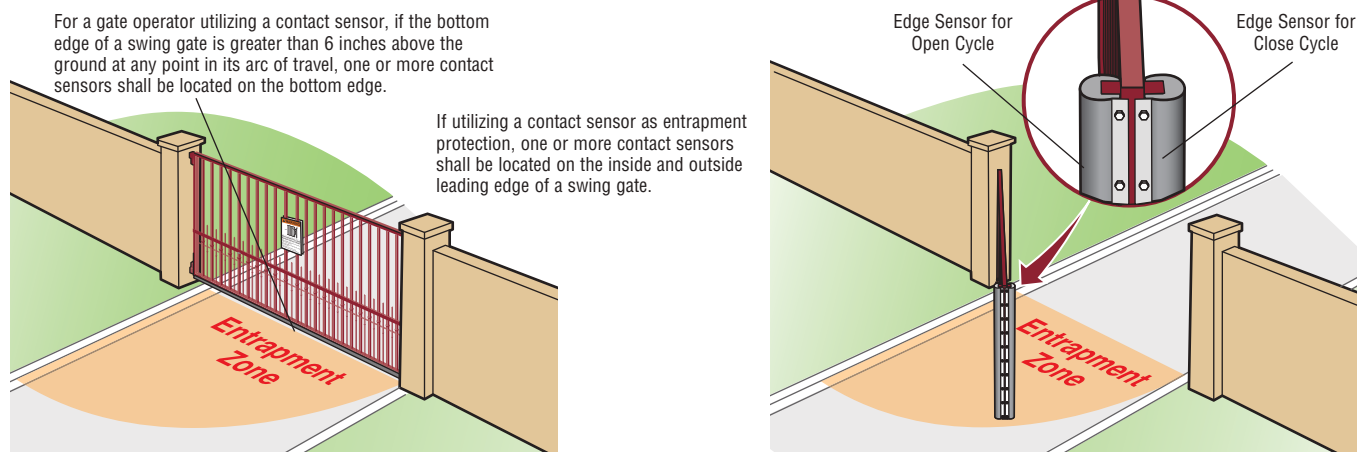 For a gate operator utilizing a contact sensor, if the bottom
edge of a swing gate is greater than 6 inches above the
ground at any point in its arc of travel, one or more contact
sensors shall be located on the bottom edge.
If utilizing a contact sensor as entrapment
protection, one or more contact sensors
shall be located on the inside and outside
leading edge of a swing gate.
Entrapment
Zone
Edge Sensor for
Open Cycle
Edge Sensor for
Close Cycle
Entrapment
Zone